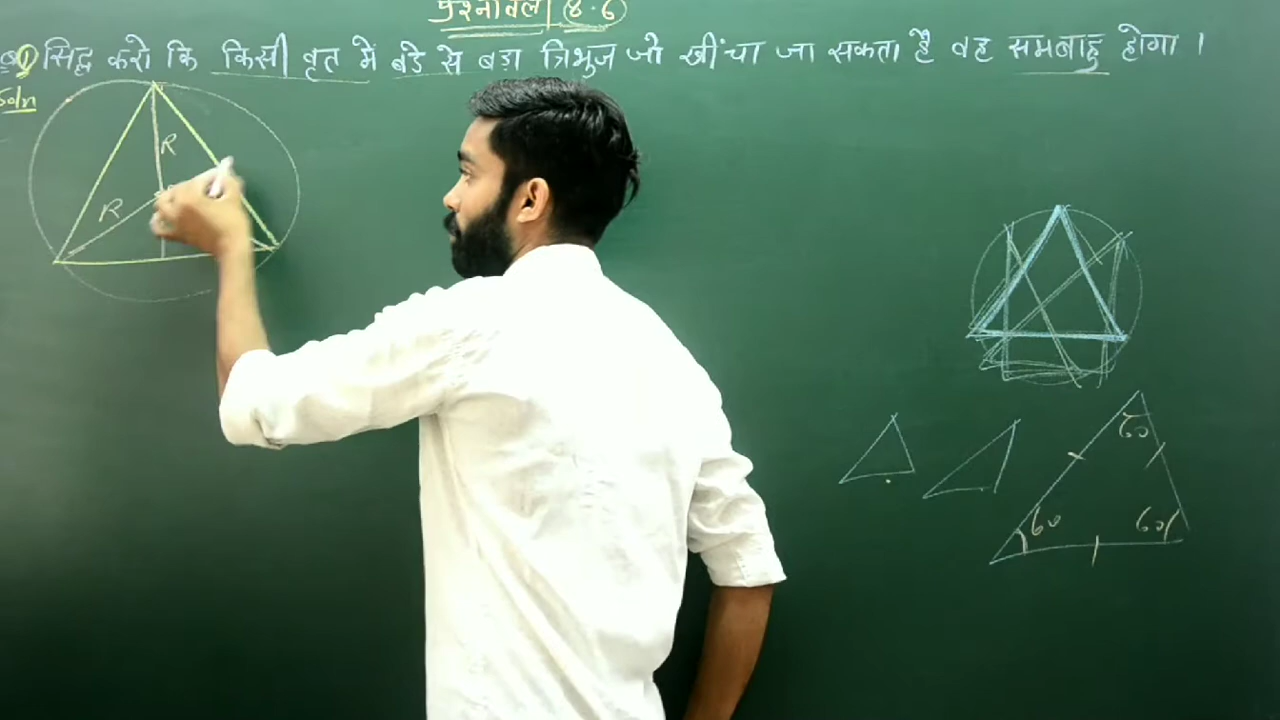 प्रश्नावली 8.6
सिद्ध करो कि किसी वृत मे बडे से बड़ा त्रिभुज जो खींचा जा सकता है वह समबाहु होगा ।
Soln
R
R
60
60
60